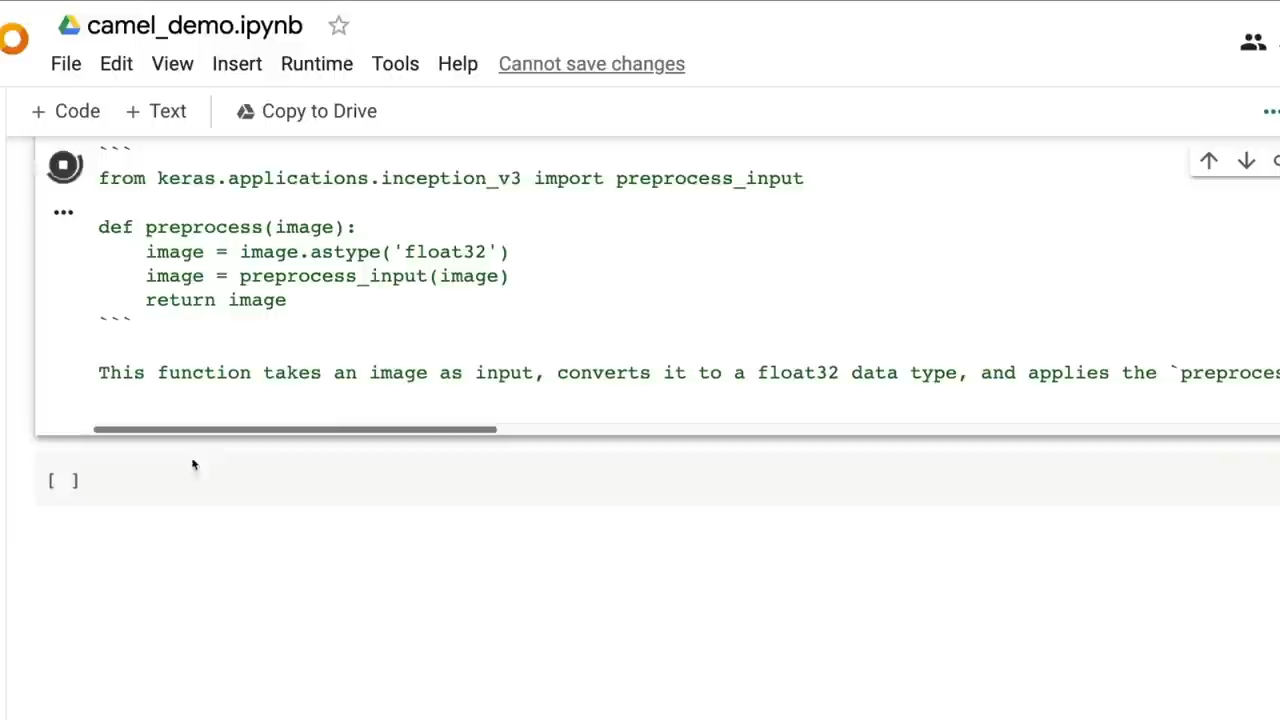 camel_demo.ipynb
File Edit View Insert Runtime Tools Help Cannot save changes
+ Code + Text Copy to Drive
```
from keras.applications.inception_v3 import preprocess_input
def preprocess(image):
    image = image.astype('float32')
    image = preprocess_input(image)
    return image
```
This function takes an image as input, converts it to a float32 data type, and applies the `preproces
[ ]